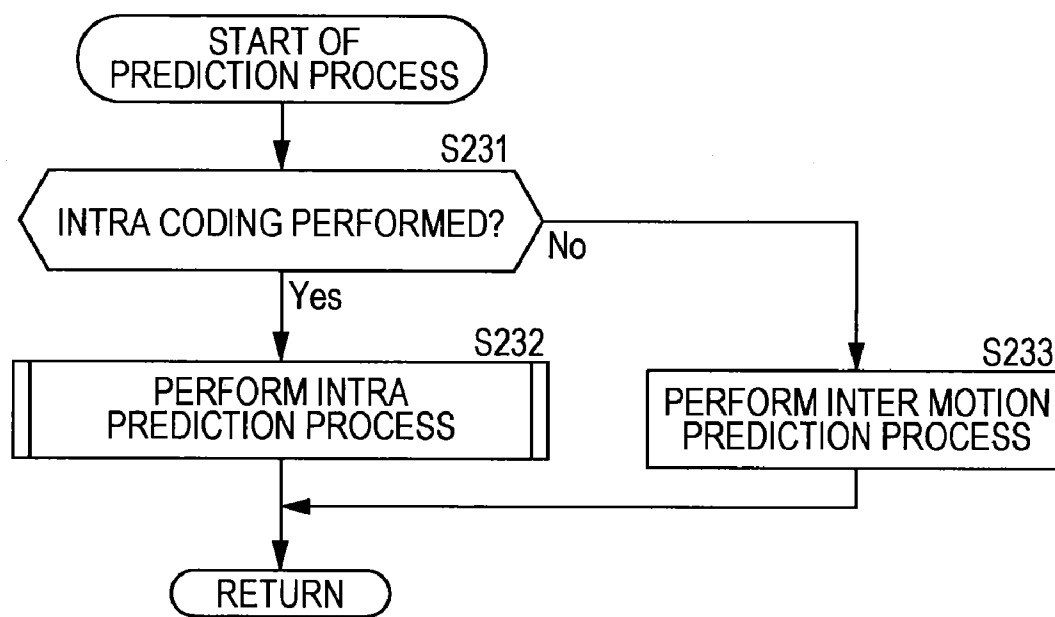 START OF
PREDICTION PROCESS
S231
INTRA CODING PERFORMED?
No
Yes
S232
PERFORM INTRA
PREDICTION PROCESS
S233
PERFORM INTER MOTION
PREDICTION PROCESS
RETURN